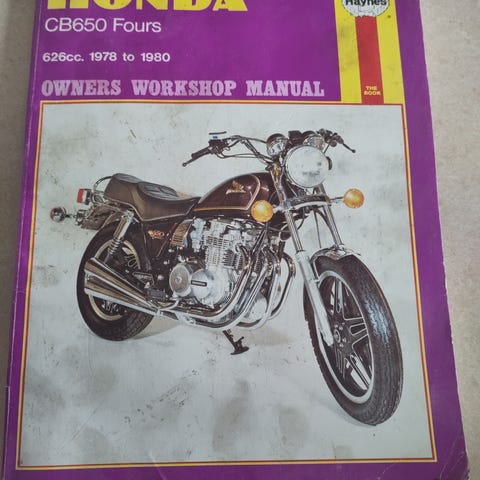 HONDA
Haynes
CB650 Fours
626cc. 1978 to 1980
THE
BOOK
OWNERS WORKSHOP MANUAL